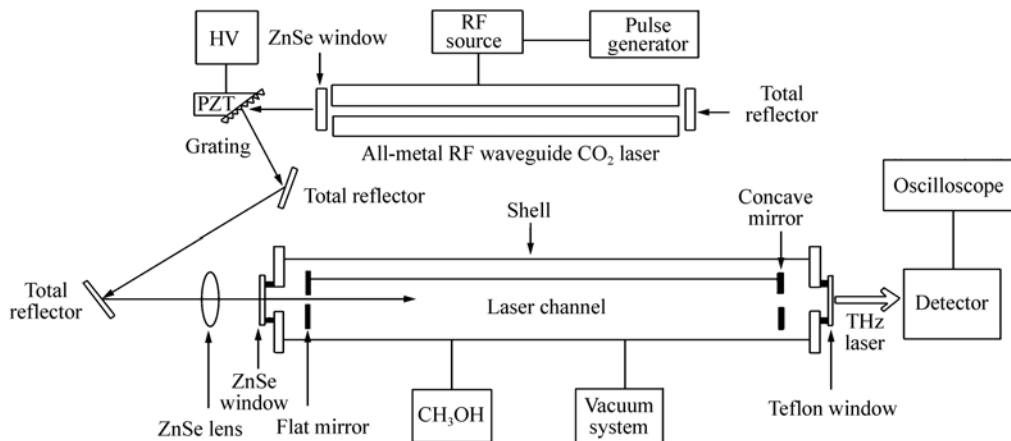 HV
ZnSe
window
RF
source
Pulse
generator
PZT
Total
reflector
Grating
All-metal RF waveguide CO₂ laser
Total reflector
Shell
Concave
mirror
Oscilloscope
Total
reflector
Laser channel
THz
laser
Detector
ZnSe
window
ZnSe lens
Flat mirror
CH₃OH
Vacuum
system
Teflon window